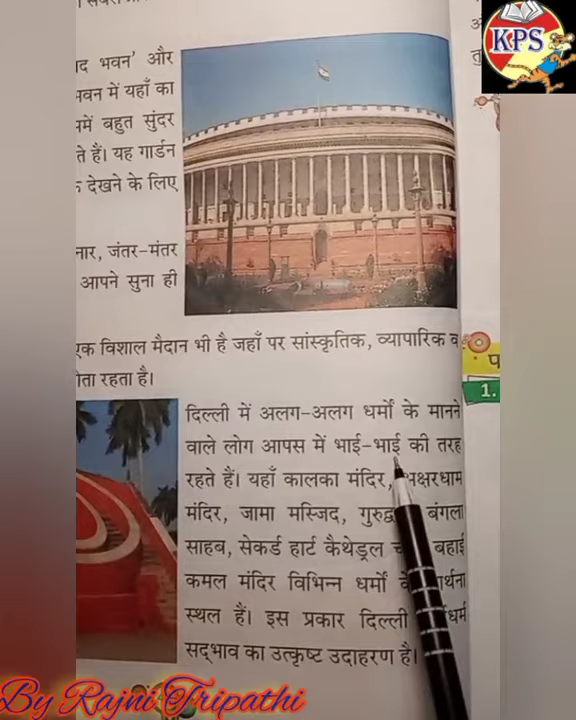 KPS
द भवन' और
भवन में यहाँ का
में बहुत सुंदर
ते हैं। यह गार्डन
देखने के लिए
नार, जंतर-मंतर
आपने सुना ही
एक विशाल मैदान भी है जहाँ पर सांस्कृतिक, व्यापारिक व
ता रहता है।
1.
दिल्ली में अलग-अलग धर्मों के मानने
वाले लोग आपस में भाई-भाई की तरह
रहते हैं। यहाँ कालका मंदिर, क्षरधाम
मंदिर, जामा मस्जिद, गुरुद्व बंगला
साहब, सेकर्ड हार्ट कैथेड्रल बहाई
कमल मंदिर विभिन्न धर्मों र्थना
स्थल हैं। इस प्रकार दिल्ली धर्म
सद्भाव का उत्कृष्ट उदाहरण है।
By Rajni Tripathi